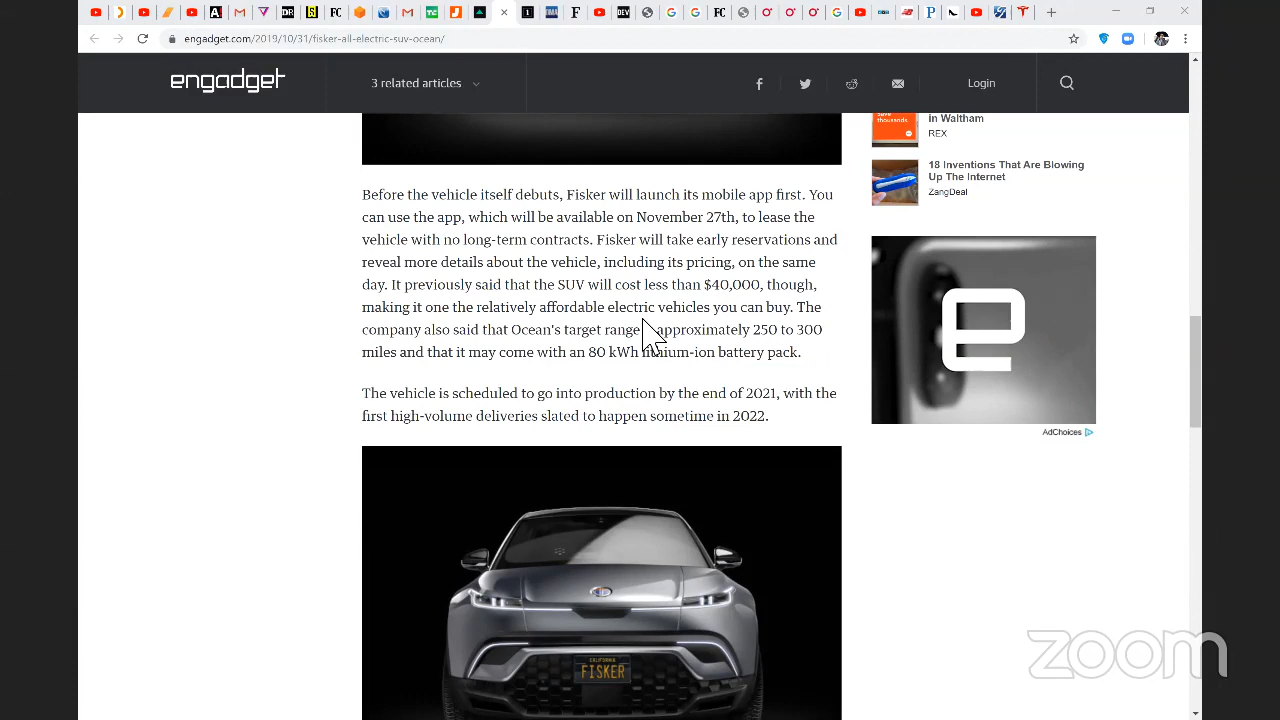 engadget.com/2019/10/31/fisker-all-electric-suv-ocean/
engadget
3 related articles
Login
save
thousands.
in Waltham
REX
18 Inventions That Are Blowing
Up The Internet
ZangDeal
Before the vehicle itself debuts, Fisker will launch its mobile app first. You
can use the app, which will be available on November 27th, to lease the
vehicle with no long-term contracts. Fisker will take early reservations and
reveal more details about the vehicle, including its pricing, on the same
day. It previously said that the SUV will cost less than $40,000, though,
making it one the relatively affordable electric vehicles you can buy. The
company also said that Ocean's target range approximately 250 to 300
miles and that it may come with an 80 kWh lithium-ion battery pack.
The vehicle is scheduled to go into production by the end of 2021, with the
first high-volume deliveries slated to happen sometime in 2022.
e
AdChoices
CALIFORNIA
FISKER
zoom